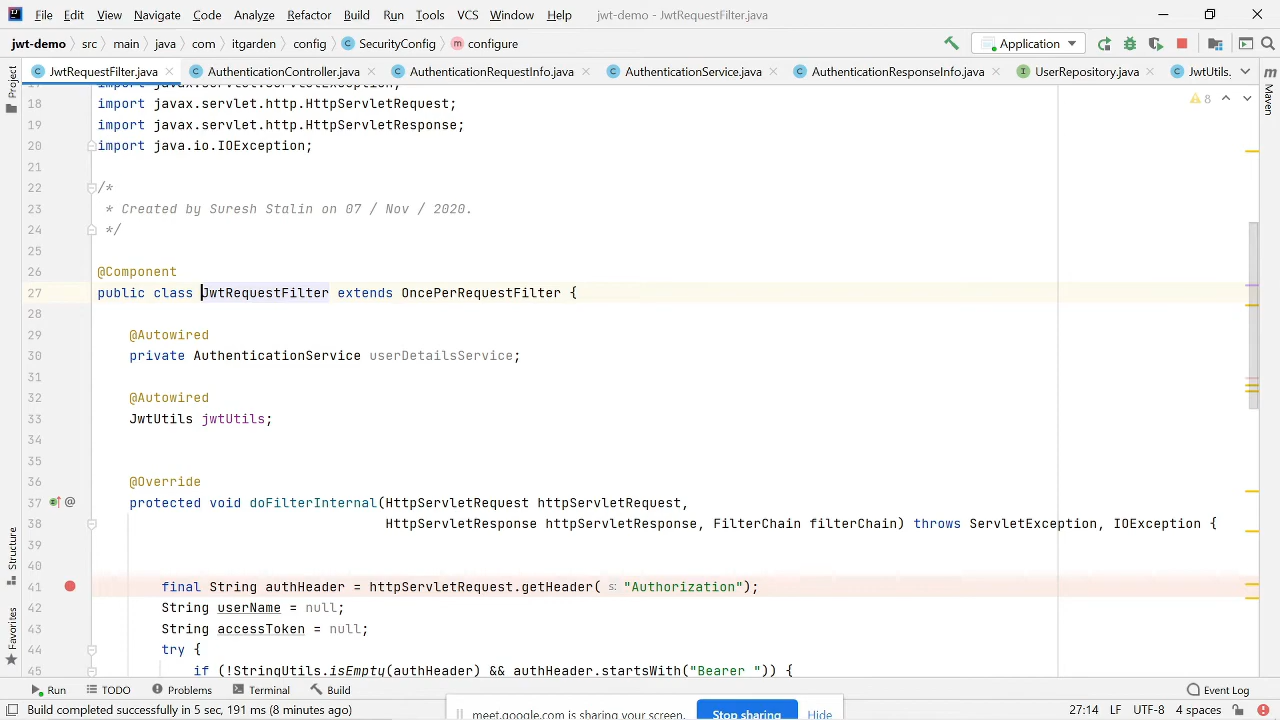 File Edit View Navigate Code Analyze Refactor Build Run Tools VCS Window Help jwt-demo - JwtRequestFilter.java
jwt-demo src main java com itgarden config SecurityConfig configure Application
JwtRequestFilter.java AuthenticationController.java AuthenticationRequestInfo.java AuthenticationService.java AuthenticationResponseInfo.java UserRepository.java JwtUtils.
Project
Maven
Structure
Favorites
8
18 import javax.servlet.http.HttpServletRequest;
19 import javax.servlet.http.HttpServletResponse;
20 import java.io.IOException;
21
22 /*
23 * Created by Suresh Stalin on 07 / Nov / 2020.
24 */
25
26 @Component
27 public class JwtRequestFilter extends OncePerRequestFilter {
28
29 @Autowired
30 private AuthenticationService userDetailsService;
31
32 @Autowired
33 JwtUtils jwtUtils;
34
35
36 @Override
37 @ protected void doFilterInternal(HttpServletRequest httpServletRequest,
38 HttpServletResponse httpServletResponse, FilterChain filterChain) throws ServletException, IOException {
39
40
41 final String authHeader = httpServletRequest.getHeader( s: "Authorization");
42 String userName = null;
43 String accessToken = null;
44 try {
45 if (!StringUtils.isEmpty(authHeader) && authHeader.startsWith("Bearer ")) {
Run TODO Problems Terminal Build Event Log
meet.google.com is sharing your screen. Stop sharing Hide
Build completed successfully in 5 sec, 191 ms (8 minutes ago) 27:14 LF UTF-8 4 spaces